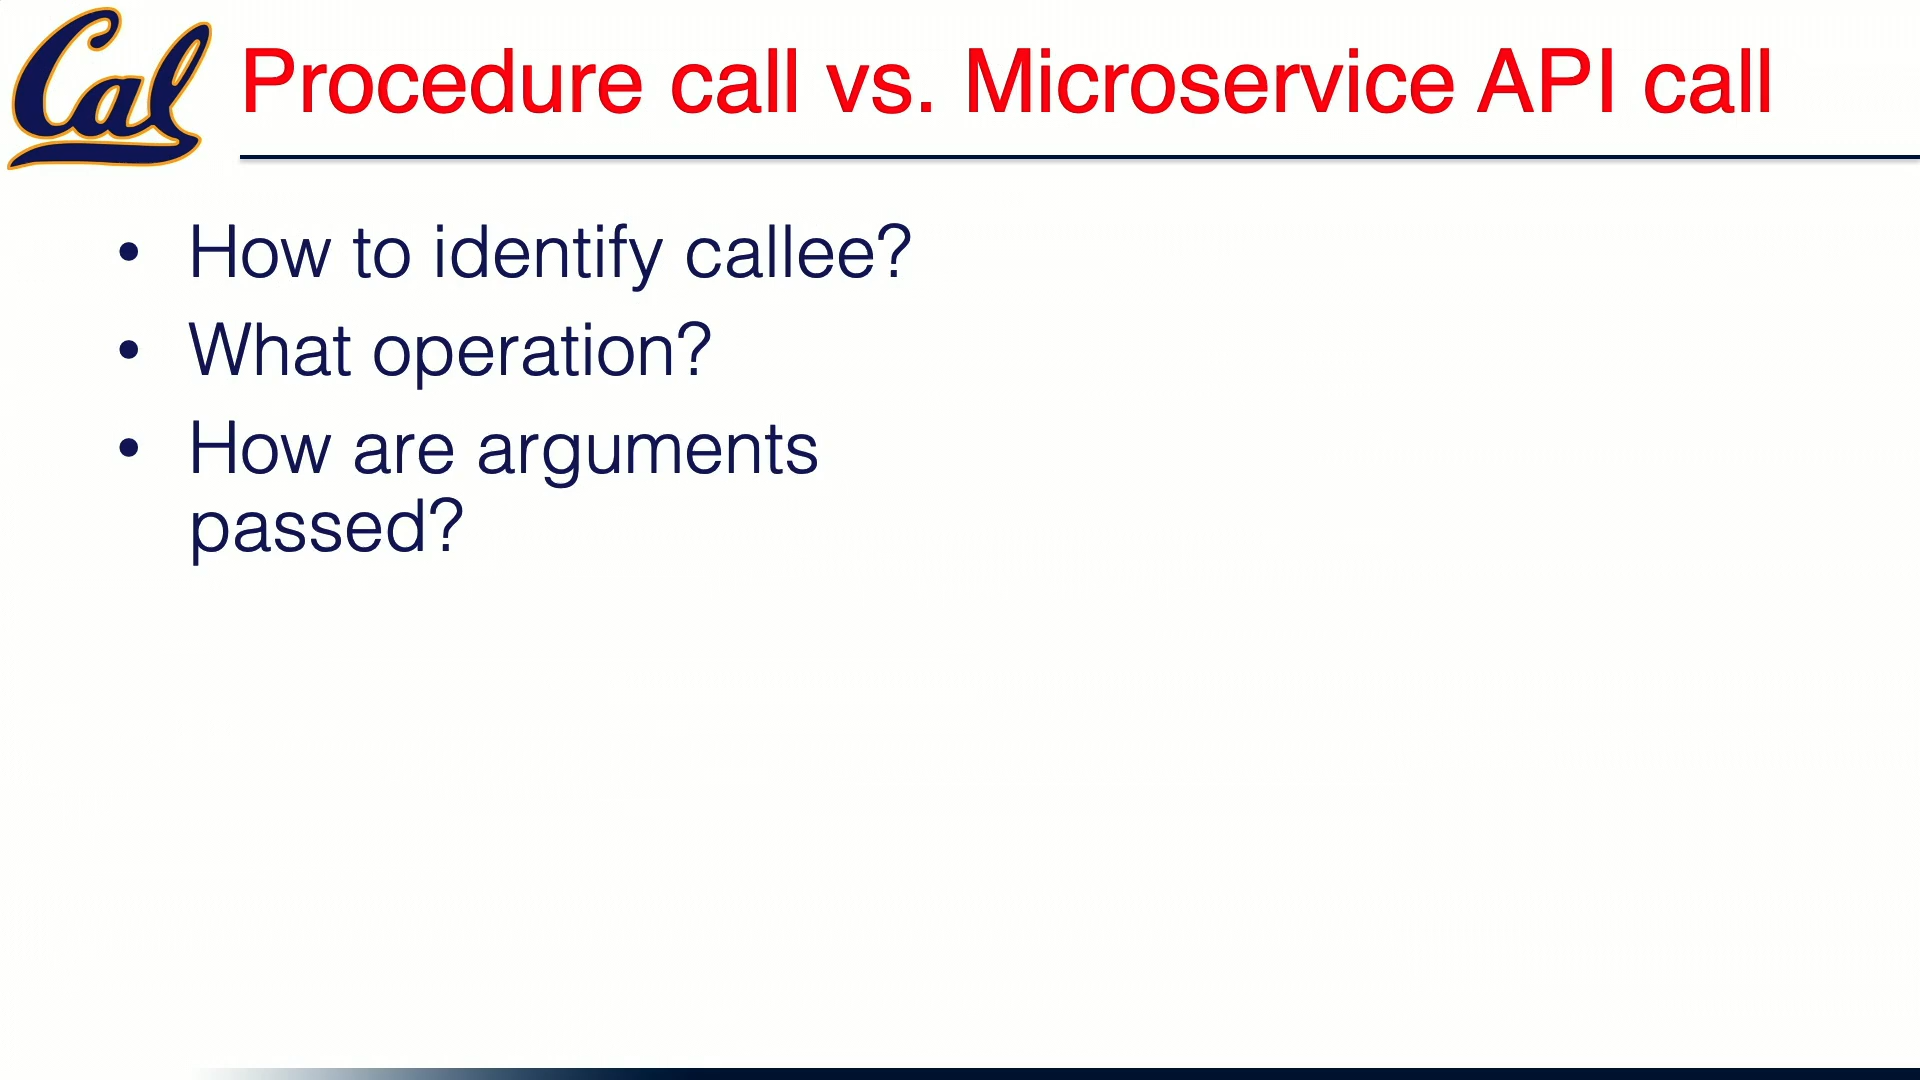 Cal
Procedure call vs. Microservice API call
• How to identify callee?
• What operation?
• How are arguments
passed?